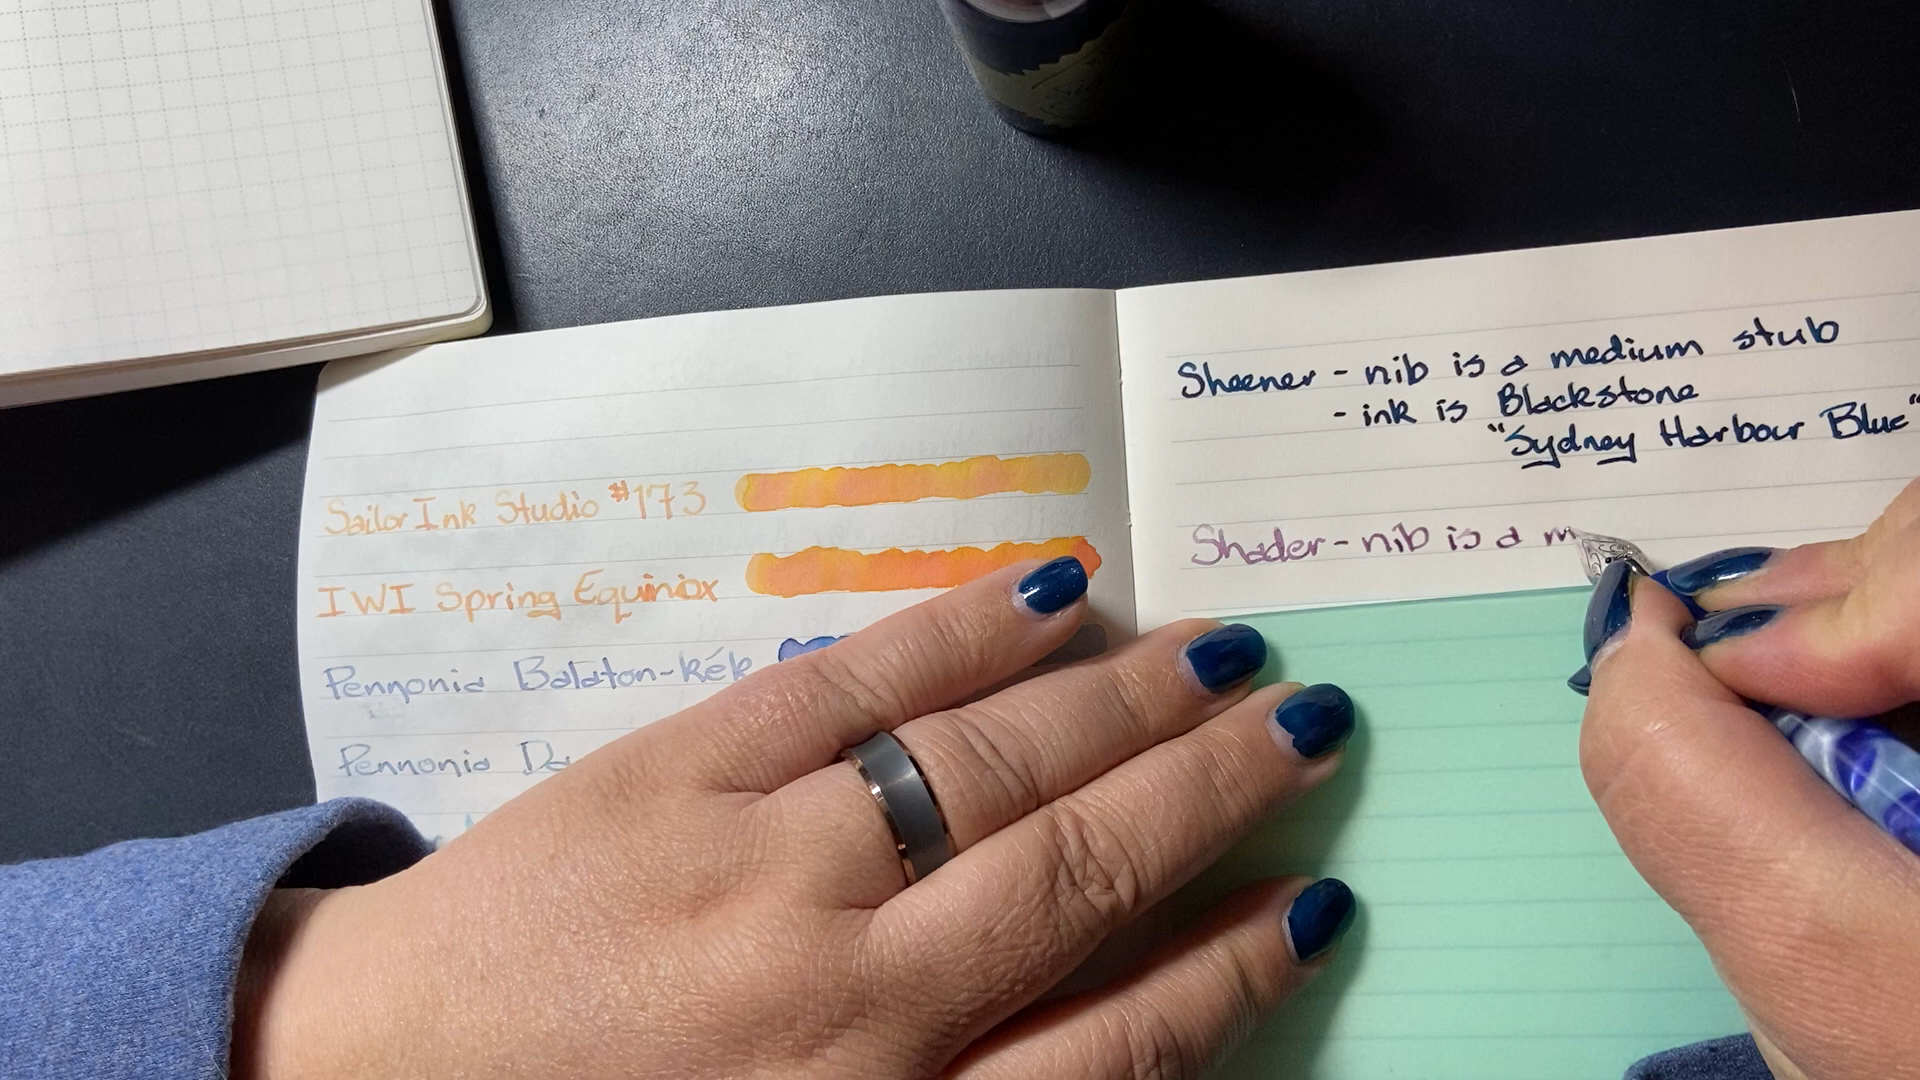 Sailor Ink Studio #173
IWI Spring Equinox
Pennonia Balaton-kék
Pennonia
Sheener - nib is a medium stub
- ink is Blackstone
"Sydney Harbour Blue"
Shader - nib is a m